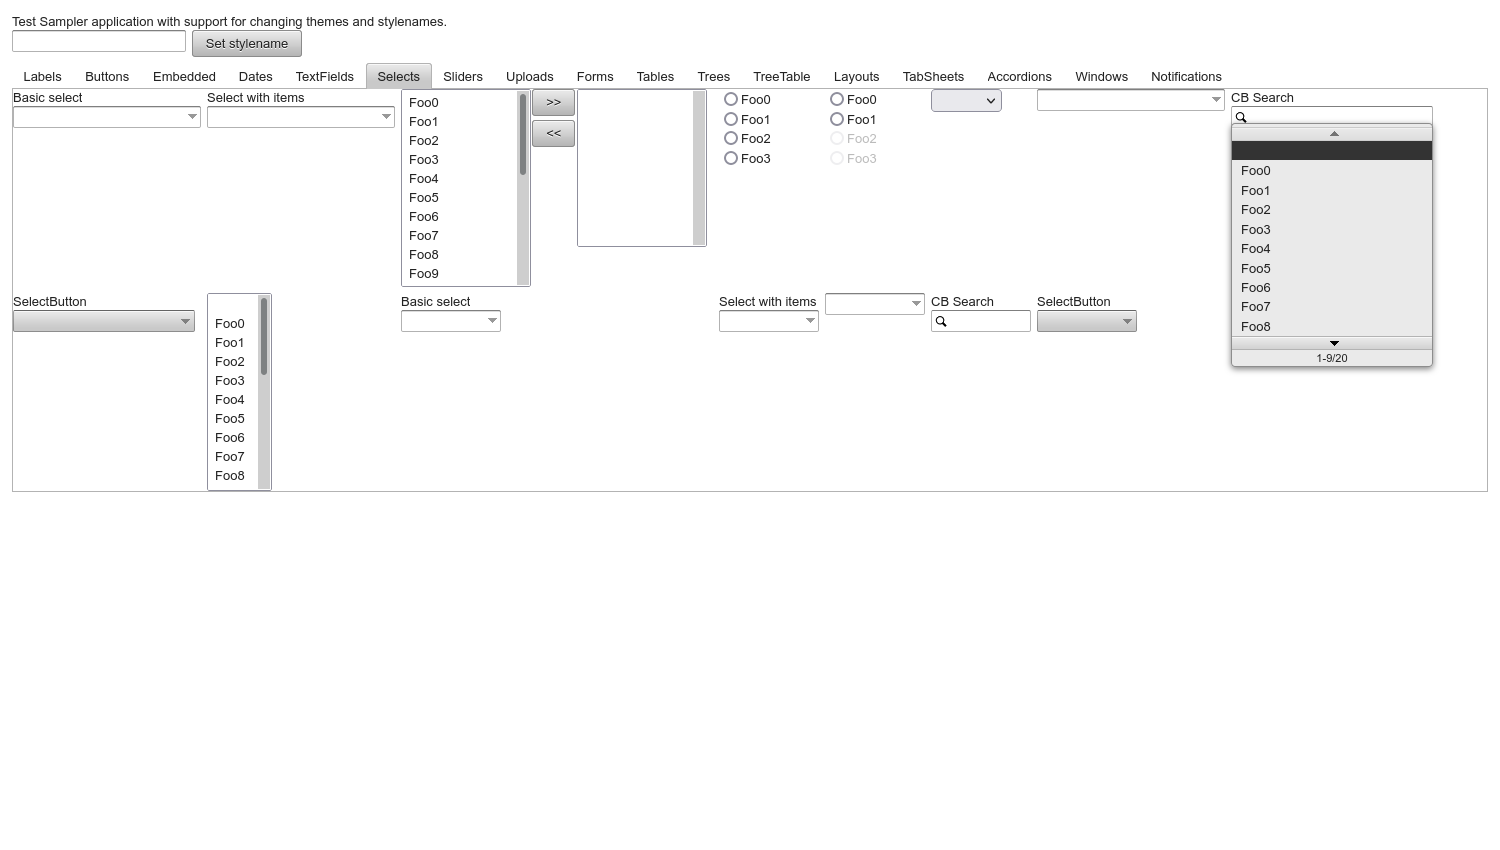 Test Sampler application with support for changing themes and stylenames.
Set stylename
Labels Buttons Embedded Dates TextFields Selects Sliders Uploads Forms Tables Trees TreeTable Layouts TabSheets Accordions Windows Notifications
Basic select
Select with items
Foo0
Foo1
Foo2
Foo3
Foo4
Foo5
Foo6
Foo7
Foo8
Foo9
>>
<<
Foo0
Foo1
Foo2
Foo3
Foo0
Foo1
Foo2
Foo3
CB Search
Foo0
Foo1
Foo2
Foo3
Foo4
Foo5
Foo6
Foo7
Foo8
1-9/20
SelectButton
Foo0
Foo1
Foo2
Foo3
Foo4
Foo5
Foo6
Foo7
Foo8
Basic select
Select with items
CB Search
SelectButton